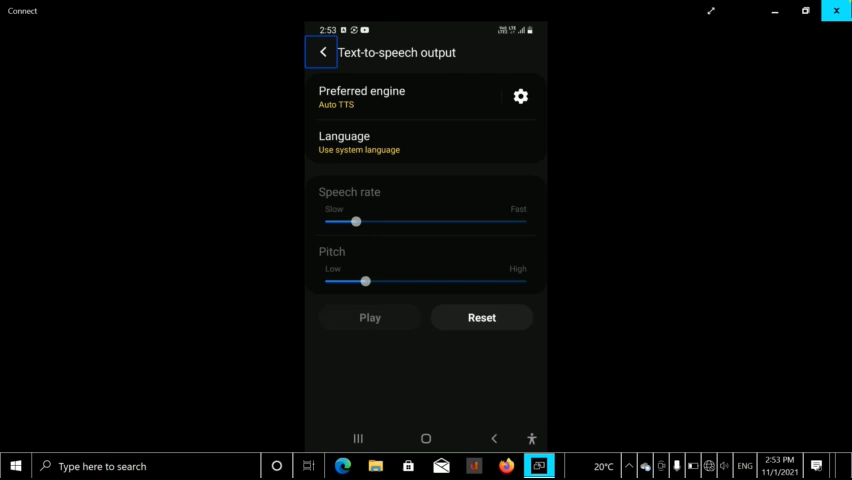 Connect
2:53
Text-to-speech output
Preferred engine
Auto TTS
Language
Use system language
Speech rate
Slow Fast
Pitch
Low High
Play Reset
Type here to search
20°C
ENG
2:53 PM
11/1/2021